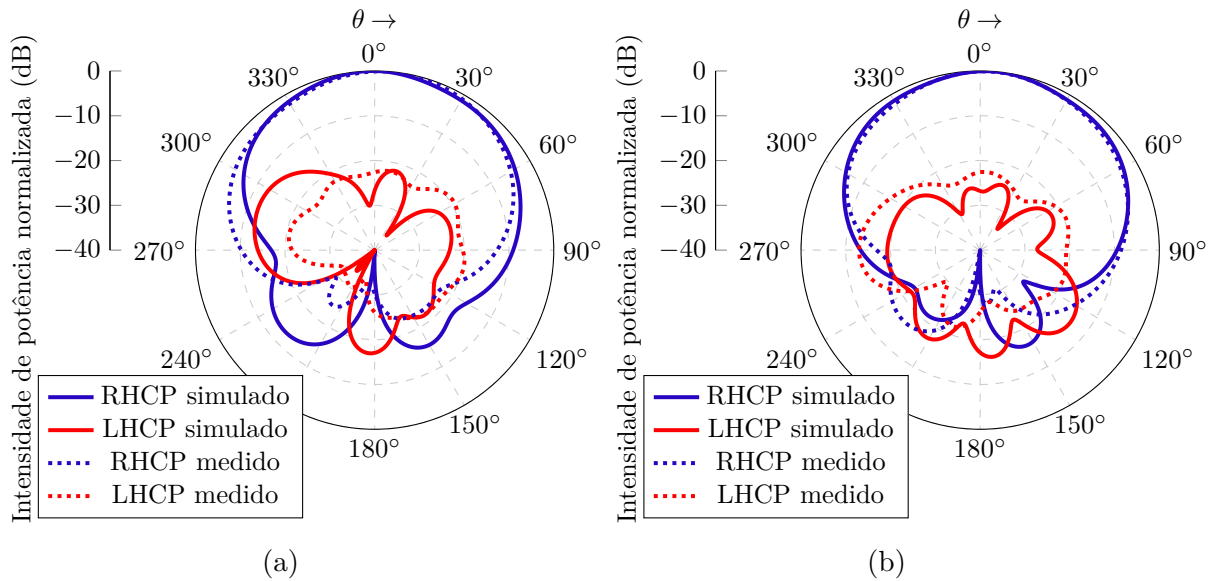 Intensidade de potência normalizada (dB)
0
−10
−20
−30
−40
θ →
0°
30°
60°
90°
120°
150°
180°
240°
270°
300°
330°
RHCP simulado
LHCP simulado
RHCP medido
LHCP medido
(a)
Intensidade de potência normalizada (dB)
0
−10
−20
−30
−40
θ →
0°
30°
60°
90°
120°
150°
180°
240°
270°
300°
330°
RHCP simulado
LHCP simulado
RHCP medido
LHCP medido
(b)